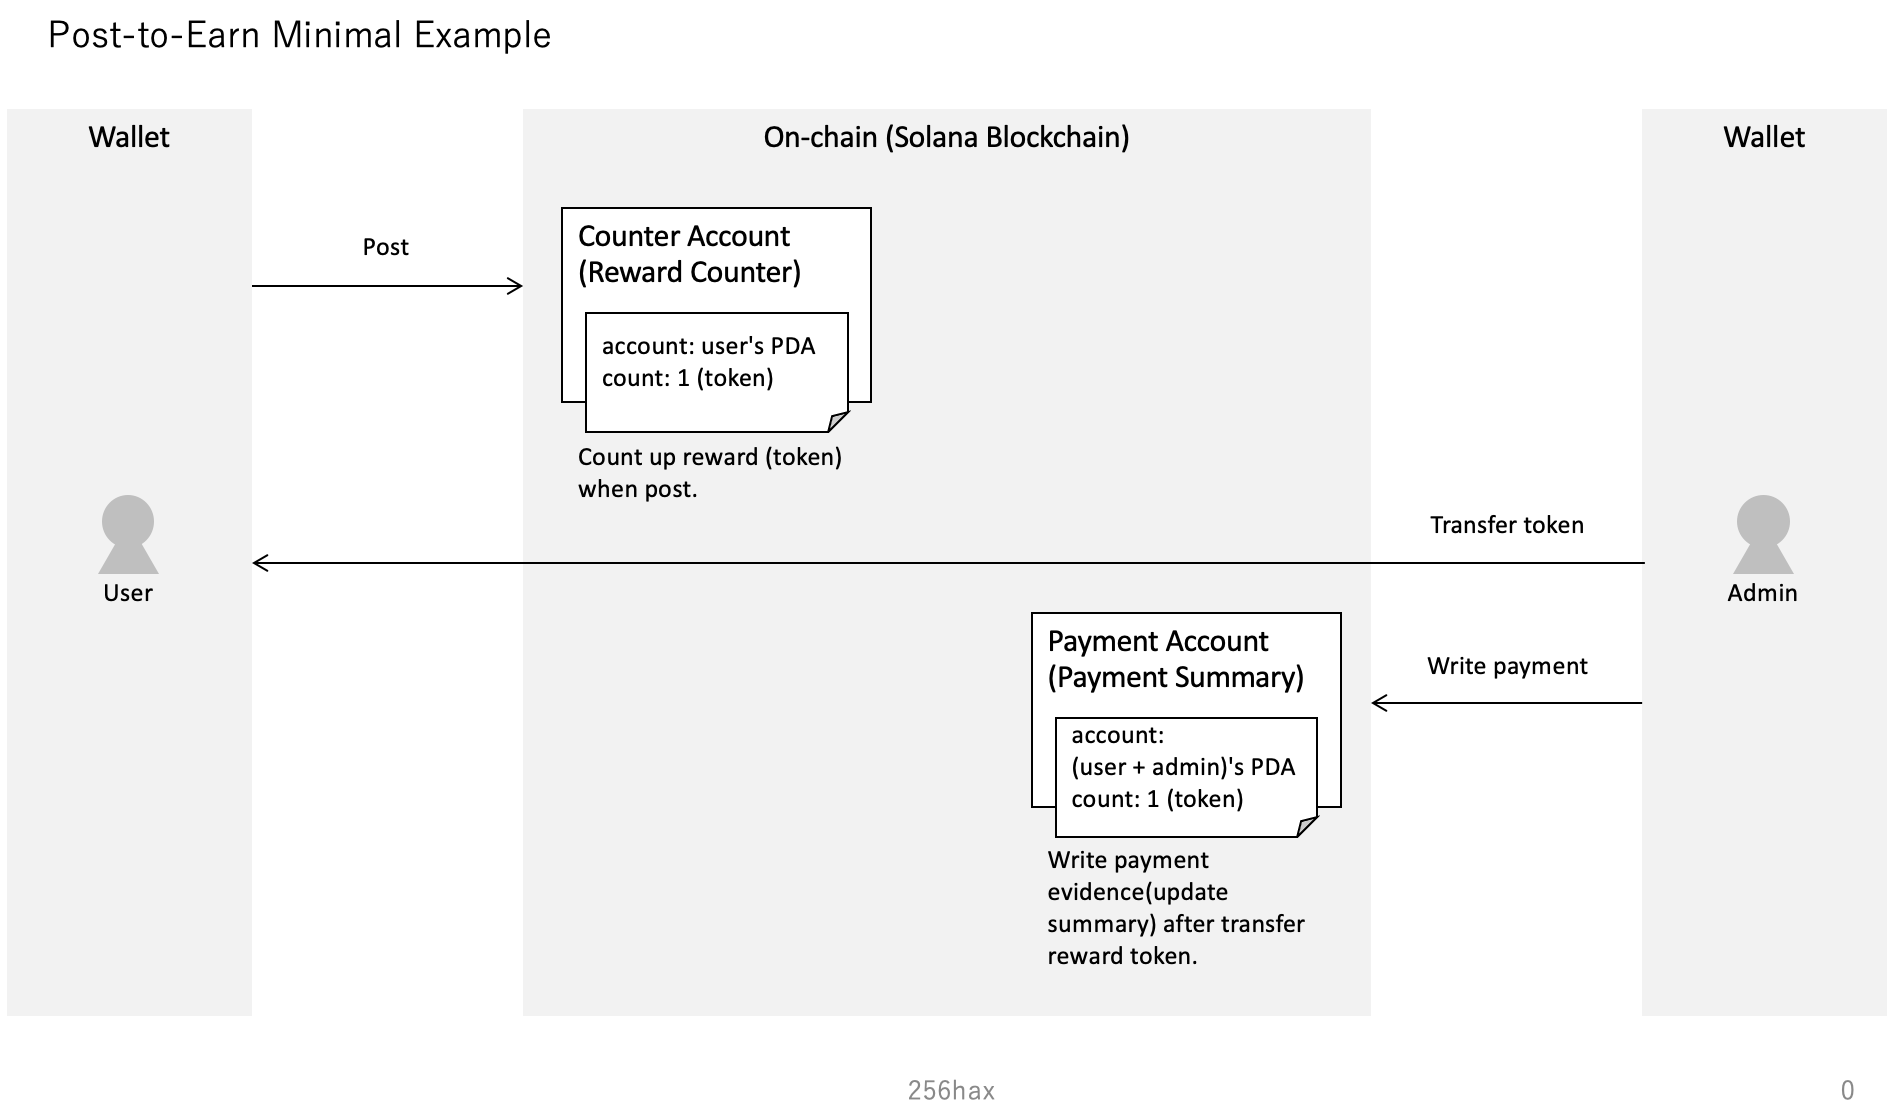 Post-to-Earn Minimal Example
Wallet
On-chain (Solana Blockchain)
Wallet
Post
Counter Account
(Reward Counter)
account: user's PDA
count: 1 (token)
Count up reward (token)
when post.
User
Transfer token
Admin
Payment Account
(Payment Summary)
Write payment
account:
(user + admin)'s PDA
count: 1 (token)
Write payment
evidence(update
summary) after transfer
reward token.
256hax
0